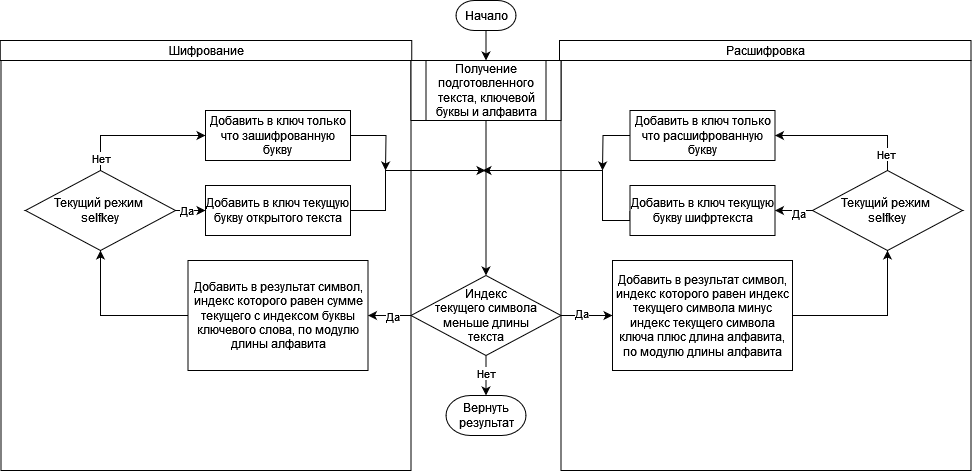 Начало
Шифрование
Расшифровка
Получение
подготовленного
текста, ключевой
буквы и алфавита
Добавить в ключ только
что зашифрованную
букву
Добавить в ключ только
что расшифрованную
букву
Нет
Нет
Текущий режим
selfkey
Да
Добавить в ключ текущую
букву открытого текста
Добавить в ключ текущую
букву шифртекста
Да
Текущий режим
selfkey
Добавить в результат символ,
индекс которого равен сумме
текущего с индексом буквы
ключевого слова, по модулю
длины алфавита
Да
Индекс
текущего символа
меньше длины
текста
Да
Добавить в результат символ,
индекс которого равен индекс
текущего символа минус
индекс текущего символа
ключа плюс длина алфавита,
по модулю длины алфавита
Нет
Вернуть
результат